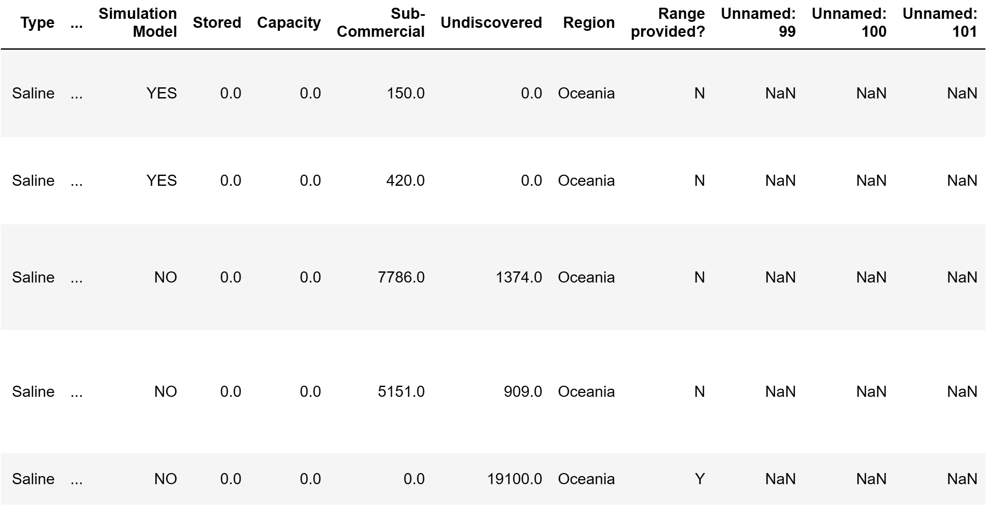 Type ... Simulation Model Stored Capacity Sub-Commercial Undiscovered Region Range provided? Unnamed: 99 Unnamed: 100 Unnamed: 101
Saline ... YES 0.0 0.0 150.0 0.0 Oceania N NaN NaN NaN
Saline ... YES 0.0 0.0 420.0 0.0 Oceania N NaN NaN NaN
Saline ... NO 0.0 0.0 7786.0 1374.0 Oceania N NaN NaN NaN
Saline ... NO 0.0 0.0 5151.0 909.0 Oceania N NaN NaN NaN
Saline ... NO 0.0 0.0 0.0 19100.0 Oceania Y NaN NaN NaN